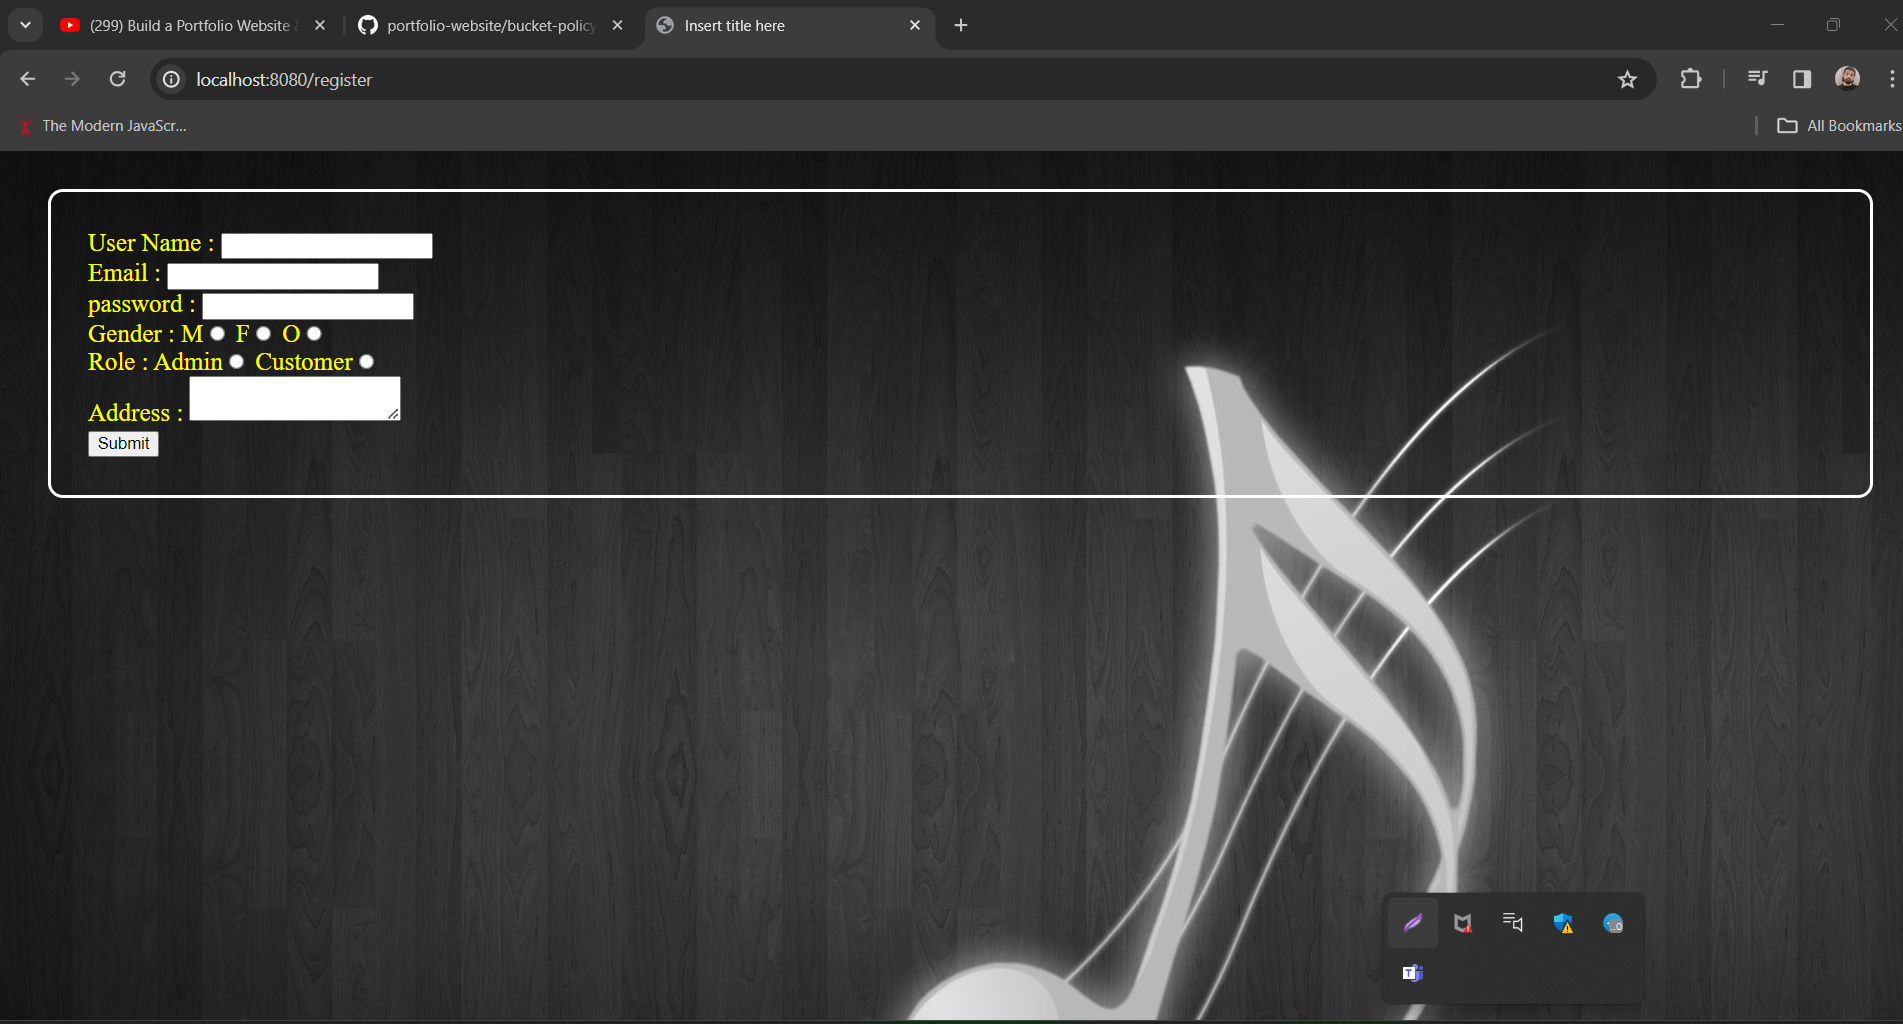 (299) Build a Portfolio Website
portfolio-website/bucket-policy
Insert title here
localhost:8080/register
The Modern JavaScr...
All Bookmarks
User Name :
Email :
password :
Gender : M F O
Role : Admin Customer
Address :
Submit